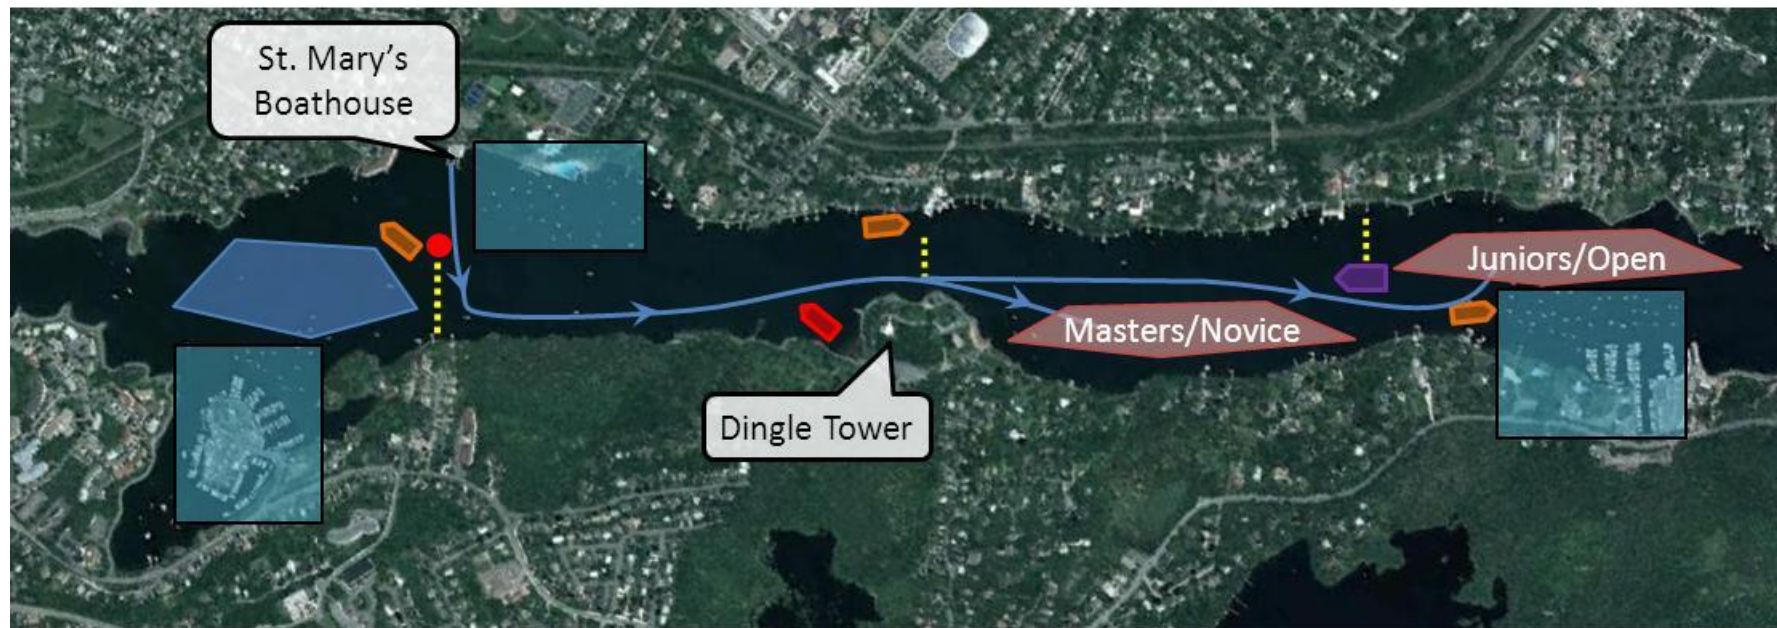 St. Mary's
Boathouse
Juniors/Open
Masters/Novice
Dingle Tower